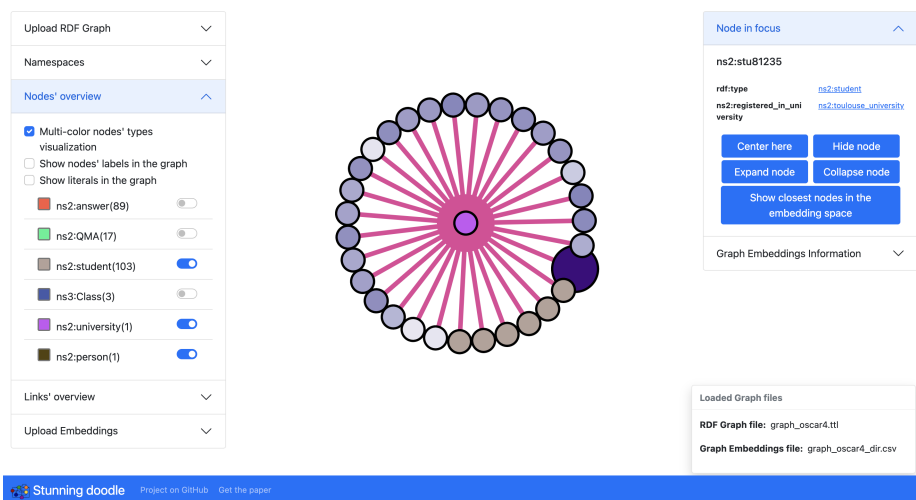 Upload RDF Graph
Namespaces
Nodes' overview
Multi-color nodes' types
visualization
Show nodes' labels in the graph
Show literals in the graph
ns2:answer(89)
ns2:QMA(17)
ns2:student(103)
ns3:Class(3)
ns2:university(1)
ns2:person(1)
Links' overview
Upload Embeddings
Node in focus
ns2:stu81235
rdf:type ns2:student
ns2:registered_in_uni ns2:toulouse_university
versity
Center here Hide node
Expand node Collapse node
Show closest nodes in the
embedding space
Graph Embeddings Information
Loaded Graph files
RDF Graph file: graph_oscar4.ttl
Graph Embeddings file: graph_oscar4_dir.csv
Stunning doodle Project on GitHub Get the paper